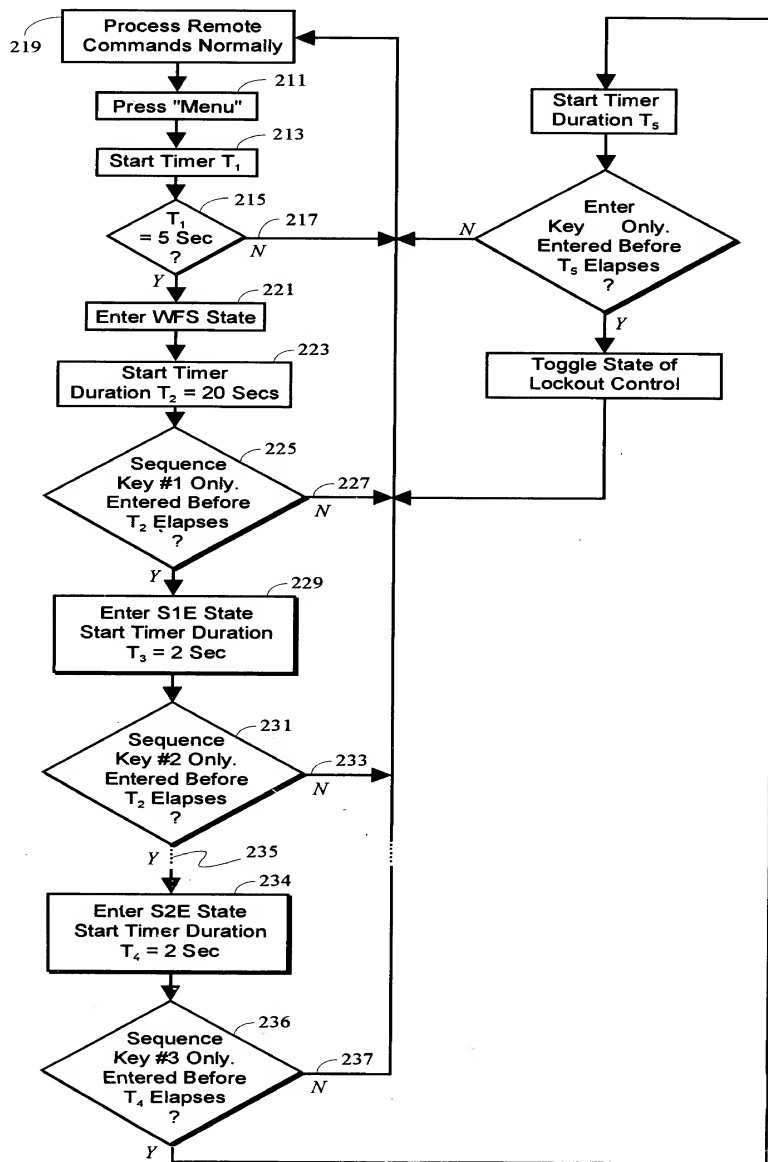 Process Remote
Commands Normally
219
211
Press "Menu"
213
Start Timer T₁
215
T₁
= 5 Sec
?
217
N
Y
221
Enter WFS State
223
Start Timer
Duration T₂ = 20 Secs
225
Sequence
Key #1 Only.
Entered Before
T₂ Elapses
?
227
N
Y
229
Enter S1E State
Start Timer Duration
T₃ = 2 Sec
231
Sequence
Key #2 Only.
Entered Before
T₂ Elapses
?
233
N
Y
235
234
Enter S2E State
Start Timer Duration
T₄ = 2 Sec
236
Sequence
Key #3 Only.
Entered Before
T₄ Elapses
?
237
N
Y
Start Timer
Duration T₅
Enter
Key Only.
Entered Before
T₅ Elapses
?
N
Y
Toggle State of
Lockout Control